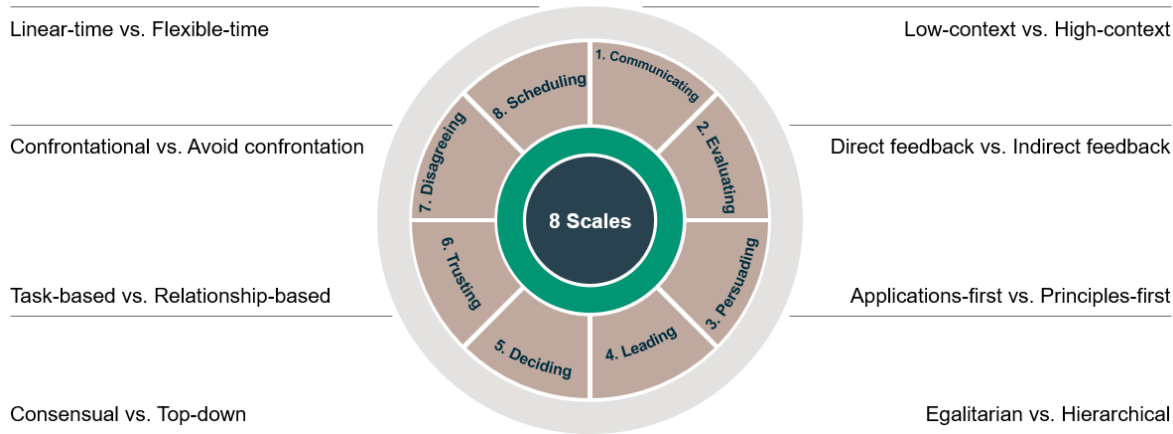 Linear-time vs. Flexible-time
Low-context vs. High-context
Confrontational vs. Avoid confrontation
Direct feedback vs. Indirect feedback
Task-based vs. Relationship-based
Applications-first vs. Principles-first
Consensual vs. Top-down
Egalitarian vs. Hierarchical
8 Scales
1. Communicating
2. Evaluating
3. Persuading
4. Leading
5. Deciding
6. Trusting
7. Disagreeing
8. Scheduling